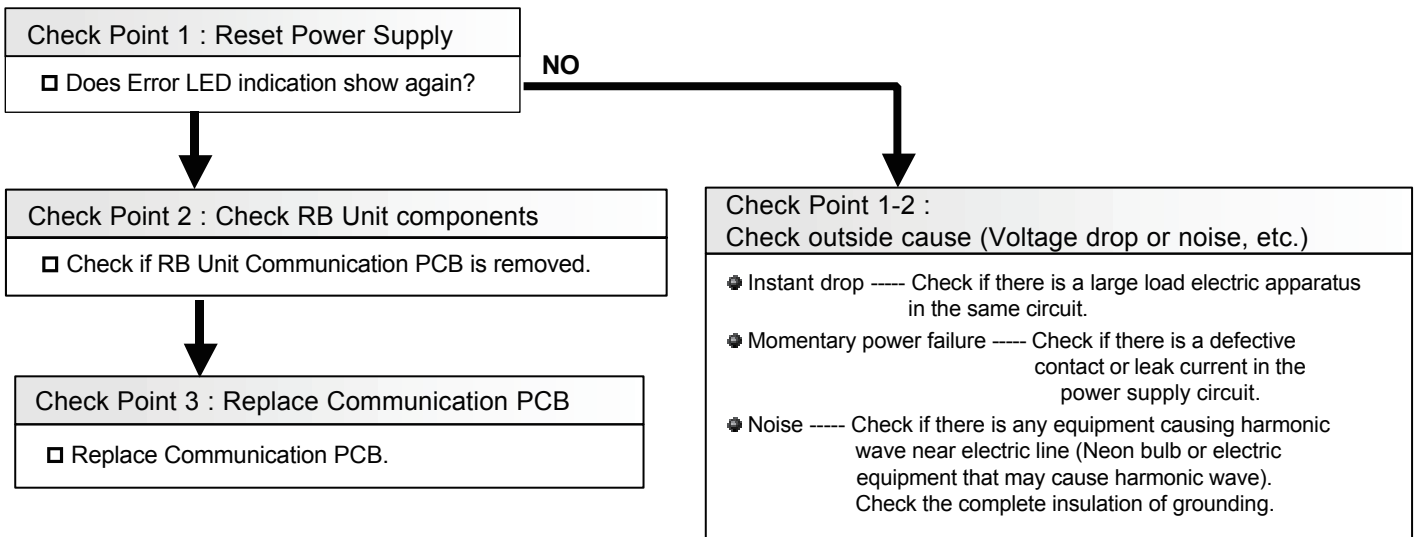 Check Point 1 : Reset Power Supply
Does Error LED indication show again?
NO
Check Point 2 : Check RB Unit components
Check if RB Unit Communication PCB is removed.
Check Point 3 : Replace Communication PCB
Replace Communication PCB.
Check Point 1-2 :
Check outside cause (Voltage drop or noise, etc.)
Instant drop ----- Check if there is a large load electric apparatus
in the same circuit.
Momentary power failure ----- Check if there is a defective
contact or leak current in the
power supply circuit.
Noise ----- Check if there is any equipment causing harmonic
wave near electric line (Neon bulb or electric
equipment that may cause harmonic wave).
Check the complete insulation of grounding.